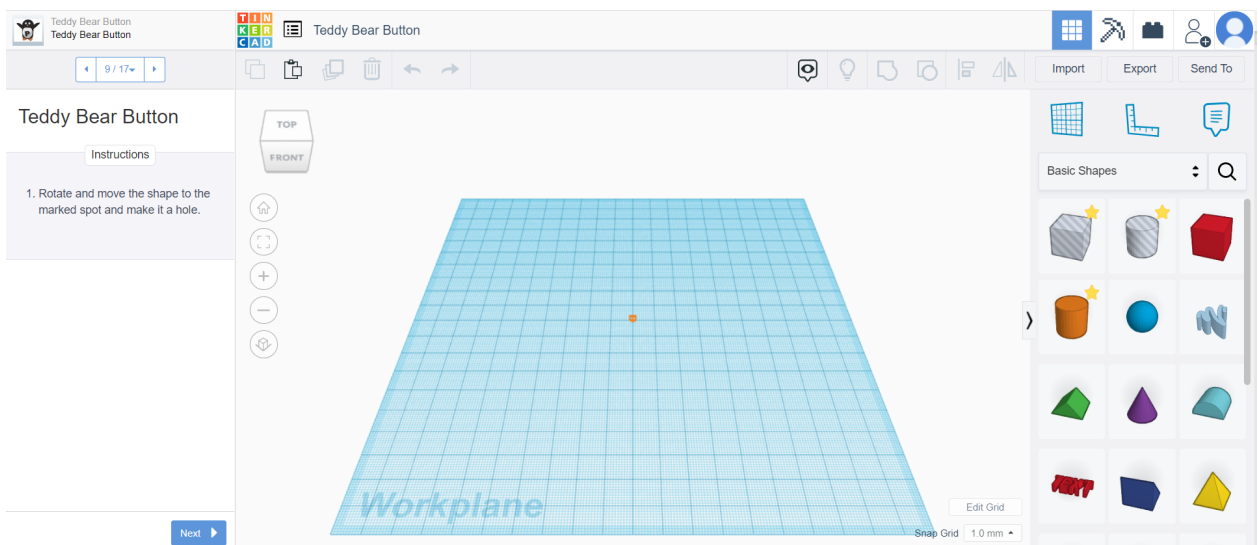 Teddy Bear Button
Teddy Bear Button
TIN
KER
CAD
Teddy Bear Button
9 / 17
Import
Export
Send To
Teddy Bear Button
Instructions
1. Rotate and move the shape to the
marked spot and make it a hole.
TOP
FRONT
Basic Shapes
TEXT
Workplane
Edit Grid
Snap Grid 1.0 mm
Next